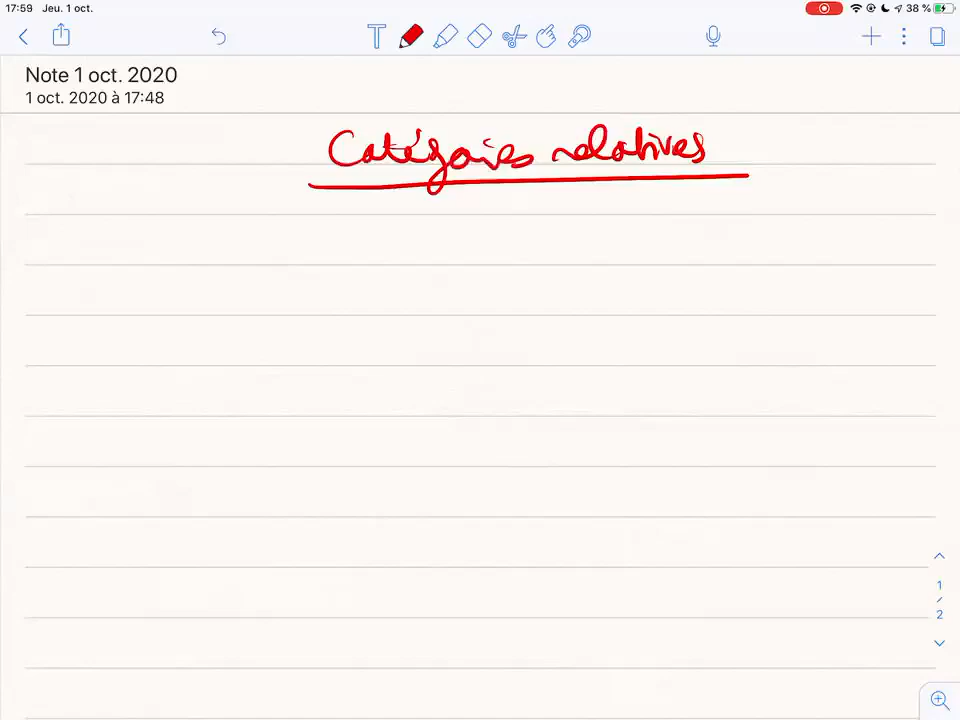 17:59 Jeu. 1 oct. 38 %
T
Note 1 oct. 2020
1 oct. 2020 à 17:48
Catégories relatives
1
/
2